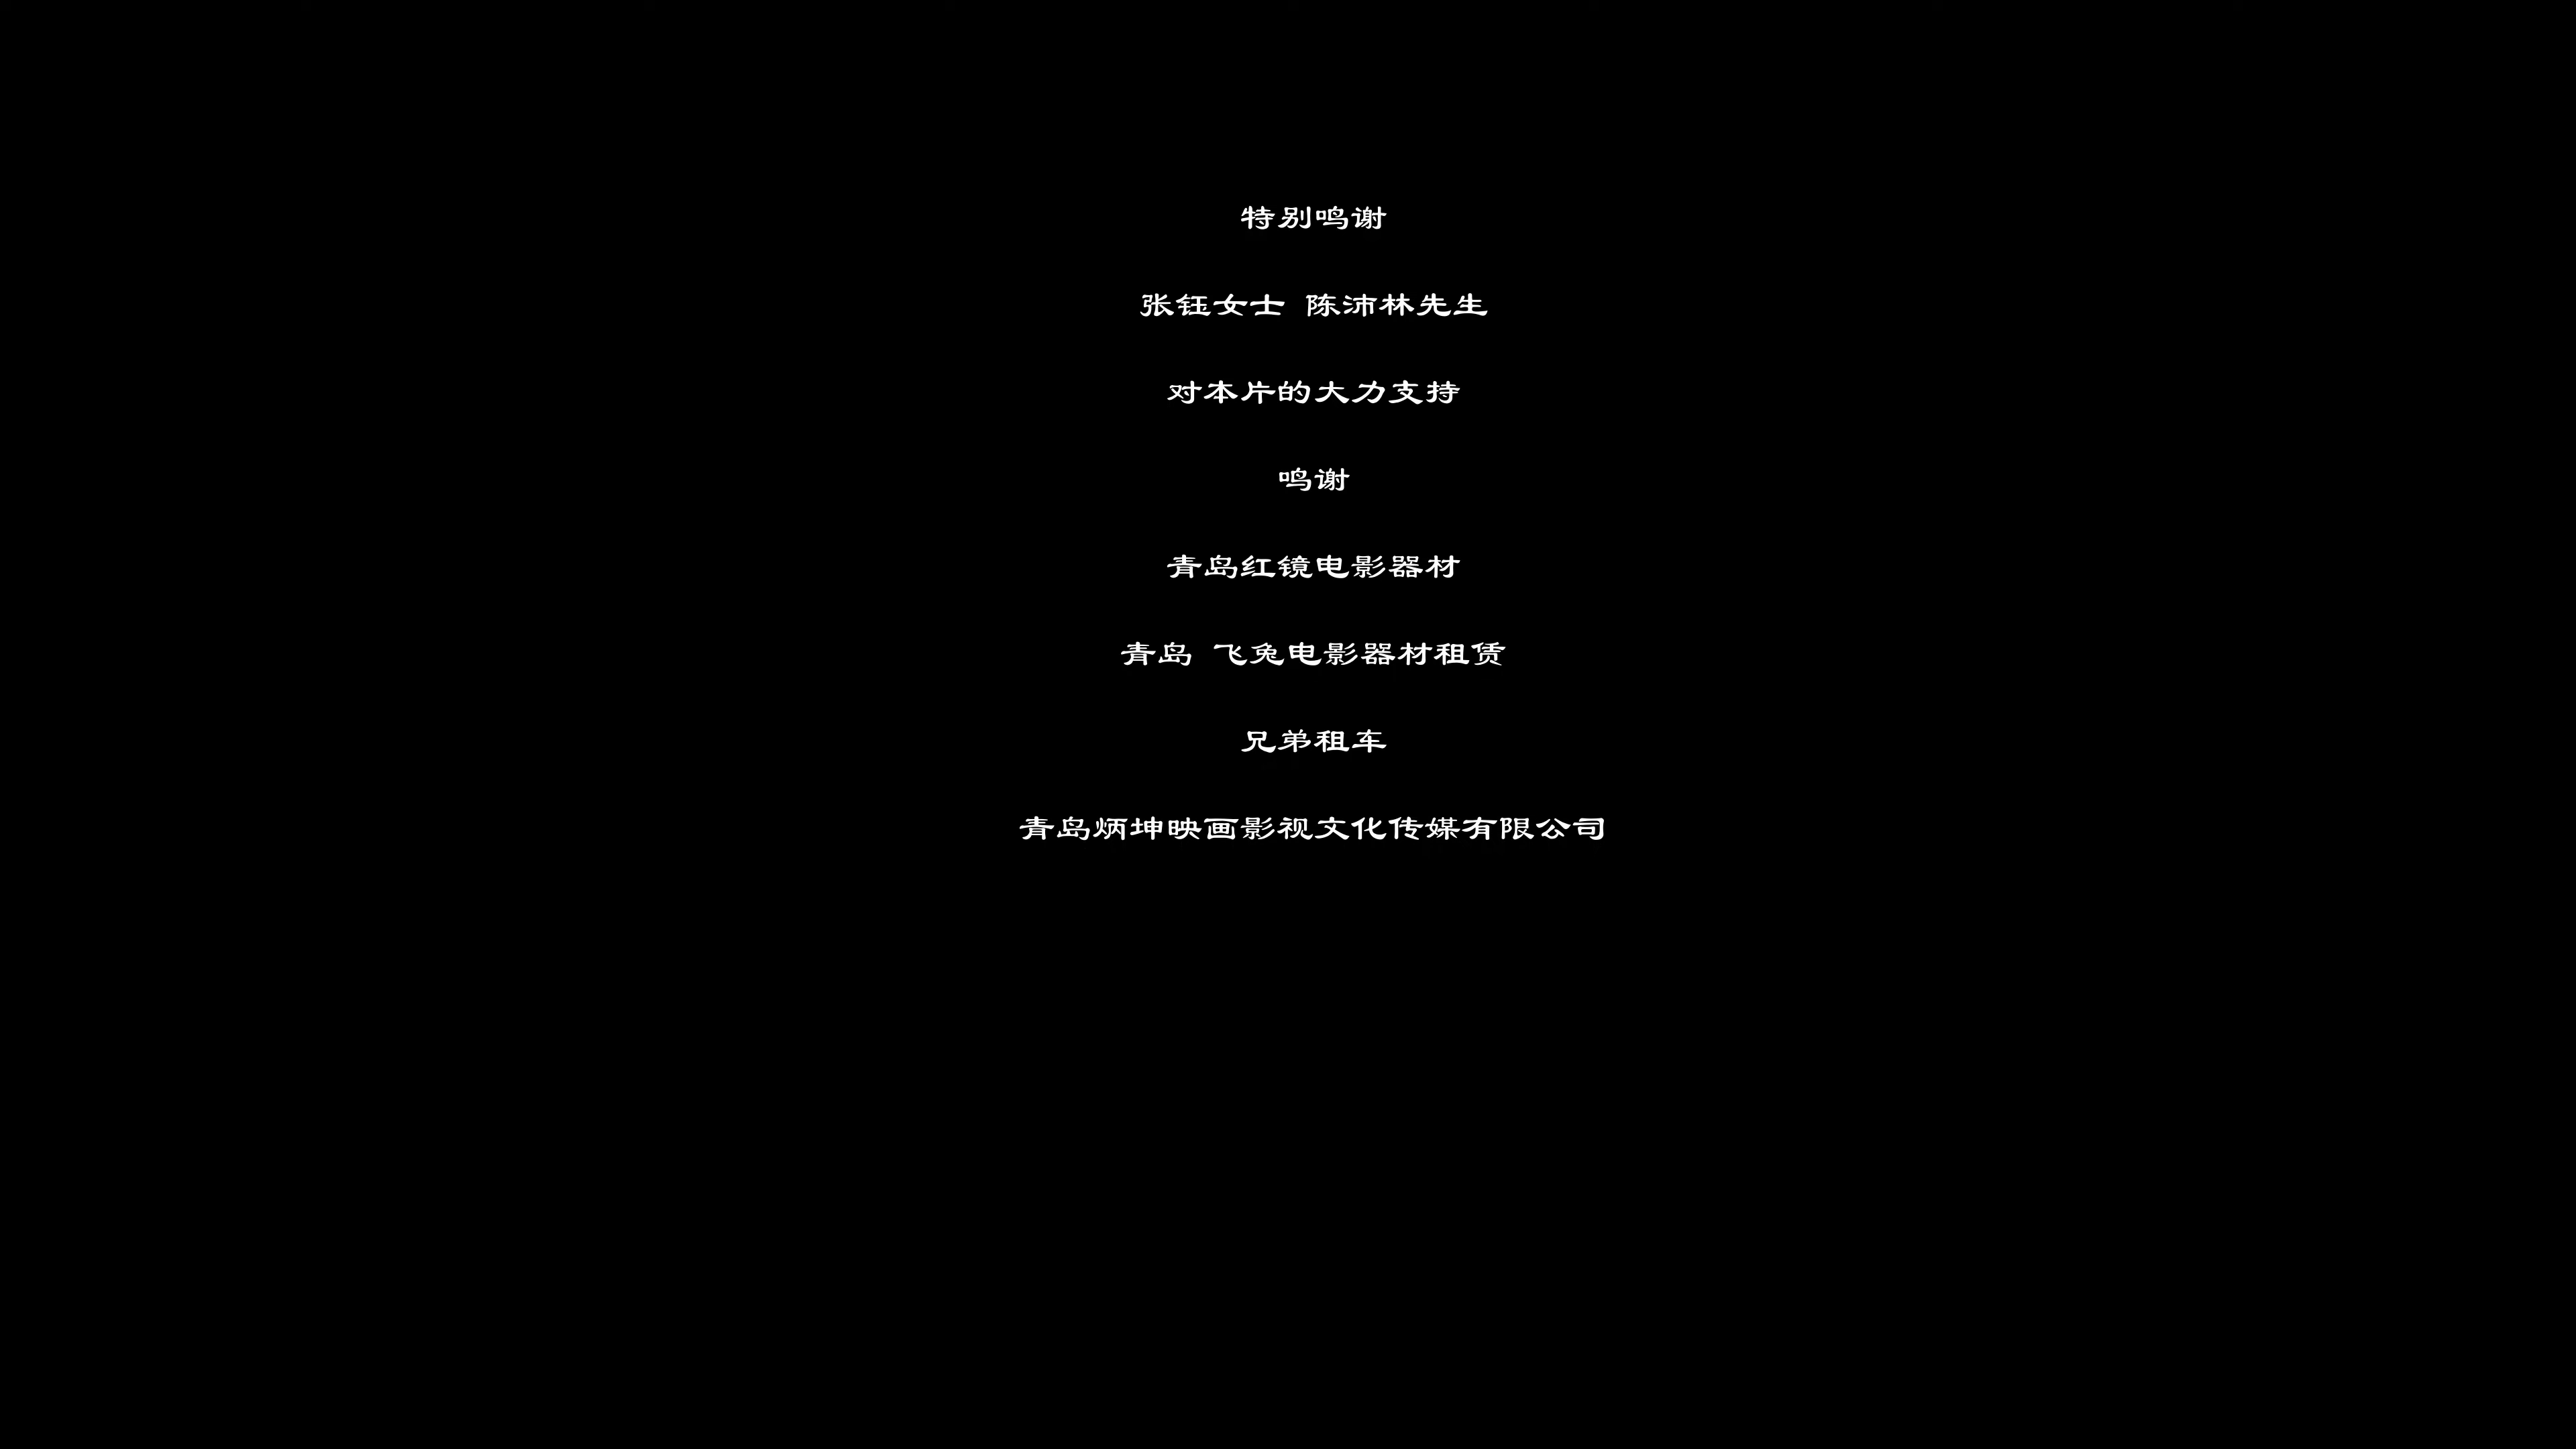 特别鸣谢
张钰女士 陈沛林先生
对本片的大力支持
鸣谢
青岛红镜电影器材
青岛 飞兔电影器材租赁
兄弟租车
青岛炳坤映画影视文化传媒有限公司